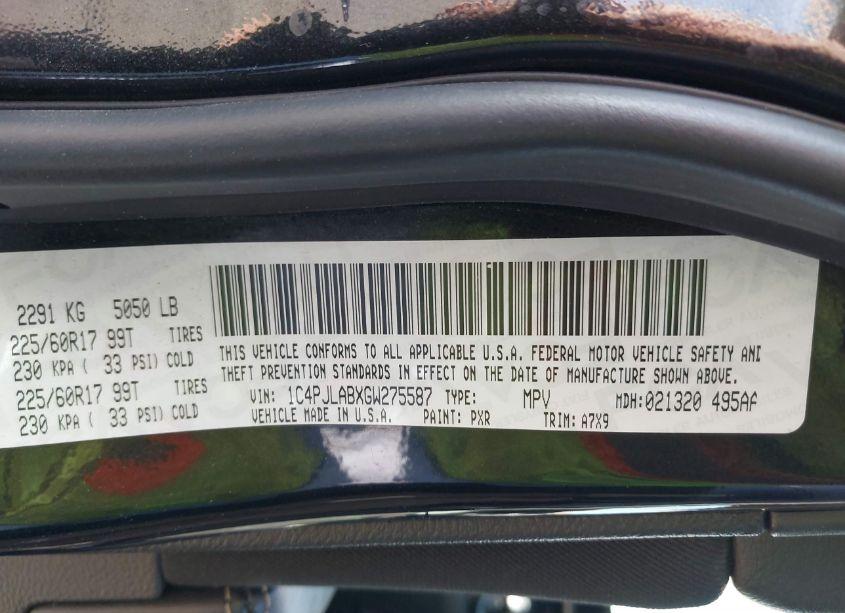 2291 KG 5050 LB
225/60R17 99T TIRES
230 KPA ( 33 PSI) COLD
225/60R17 99T TIRES
230 KPA ( 33 PSI) COLD
THIS VEHICLE CONFORMS TO ALL APPLICABLE U.S.A. FEDERAL MOTOR VEHICLE SAFETY AND
THEFT PREVENTION STANDARDS IN EFFECT ON THE DATE OF MANUFACTURE SHOWN ABOVE.
VIN: 1C4PJLABXGW275587 TYPE: MPV MDH:021320 495AF
VEHICLE MADE IN U.S.A. PAINT: PXR TRIM: A7X9